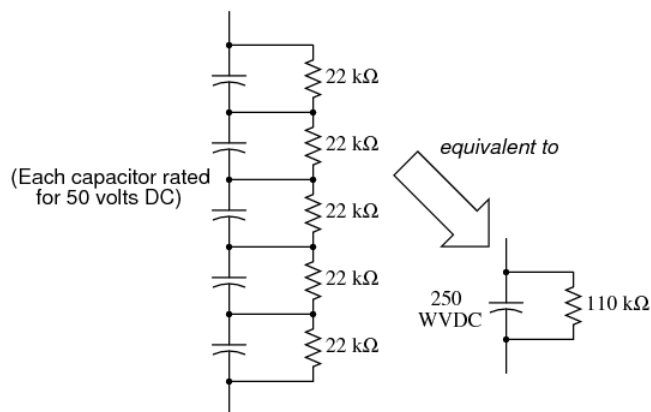 22 kΩ
22 kΩ
(Each capacitor rated
for 50 volts DC)
22 kΩ
22 kΩ
22 kΩ
equivalent to
250
WVDC
110 kΩ